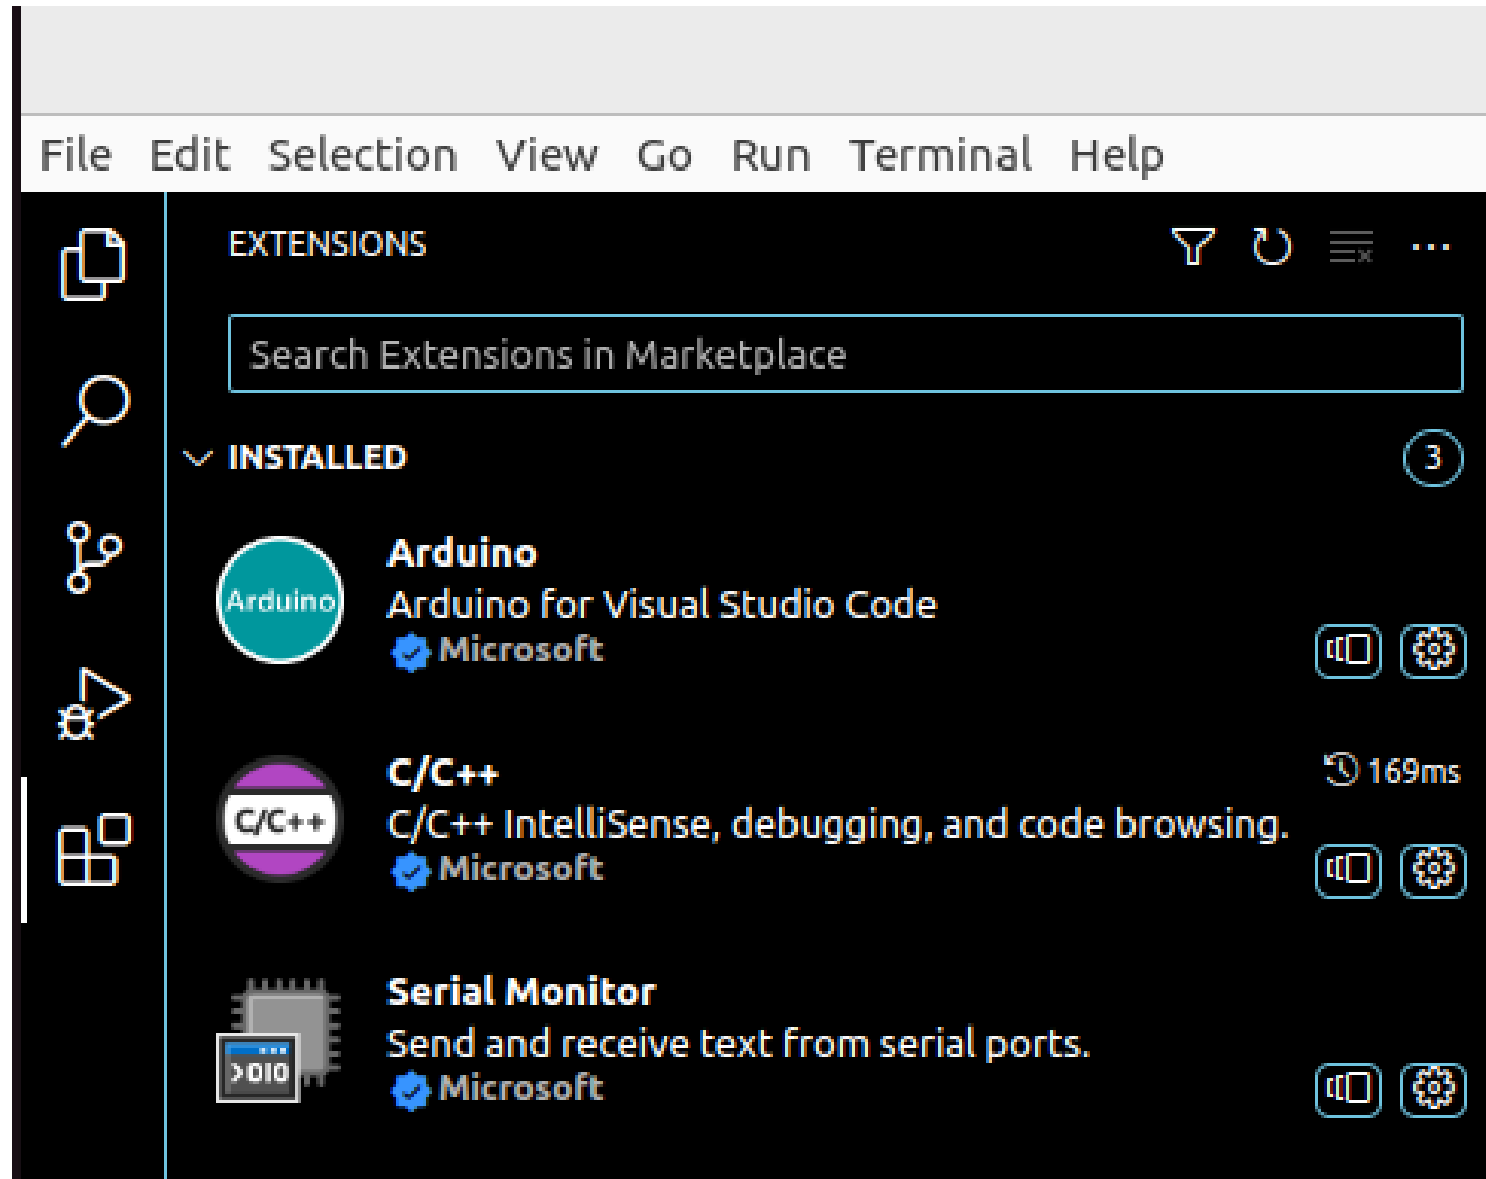 File Edit Selection View Go Run Terminal Help
EXTENSIONS
Search Extensions in Marketplace
INSTALLED 3
Arduino
Arduino
Arduino for Visual Studio Code
Microsoft
C/C++ 169ms
C/C++
C/C++ IntelliSense, debugging, and code browsing.
Microsoft
Serial Monitor
Send and receive text from serial ports.
>010
Microsoft